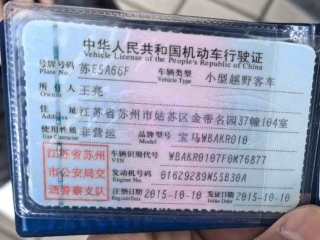 中华人民共和国机动车行驶证
Vehicle License of the People's Republic of China
号牌号码 苏E5A6GF 车辆类型 小型越野客车
Plate No. Vehicle Type
所有人 王亮
Owner
住址 江苏省苏州市姑苏区金帝名园37幢104室
Address
使用性质 非营运 品牌型号 宝马WBAKR010
Use Character Model
江苏省苏州
市公安局交
通警察支队
车辆识别代号 WBAKR0107F0M76877
VIN
发动机号码 01629289N55B30A
Engine No.
注册日期 2015-10-10 发证日期 2015-10-10
Register Date Issue Date